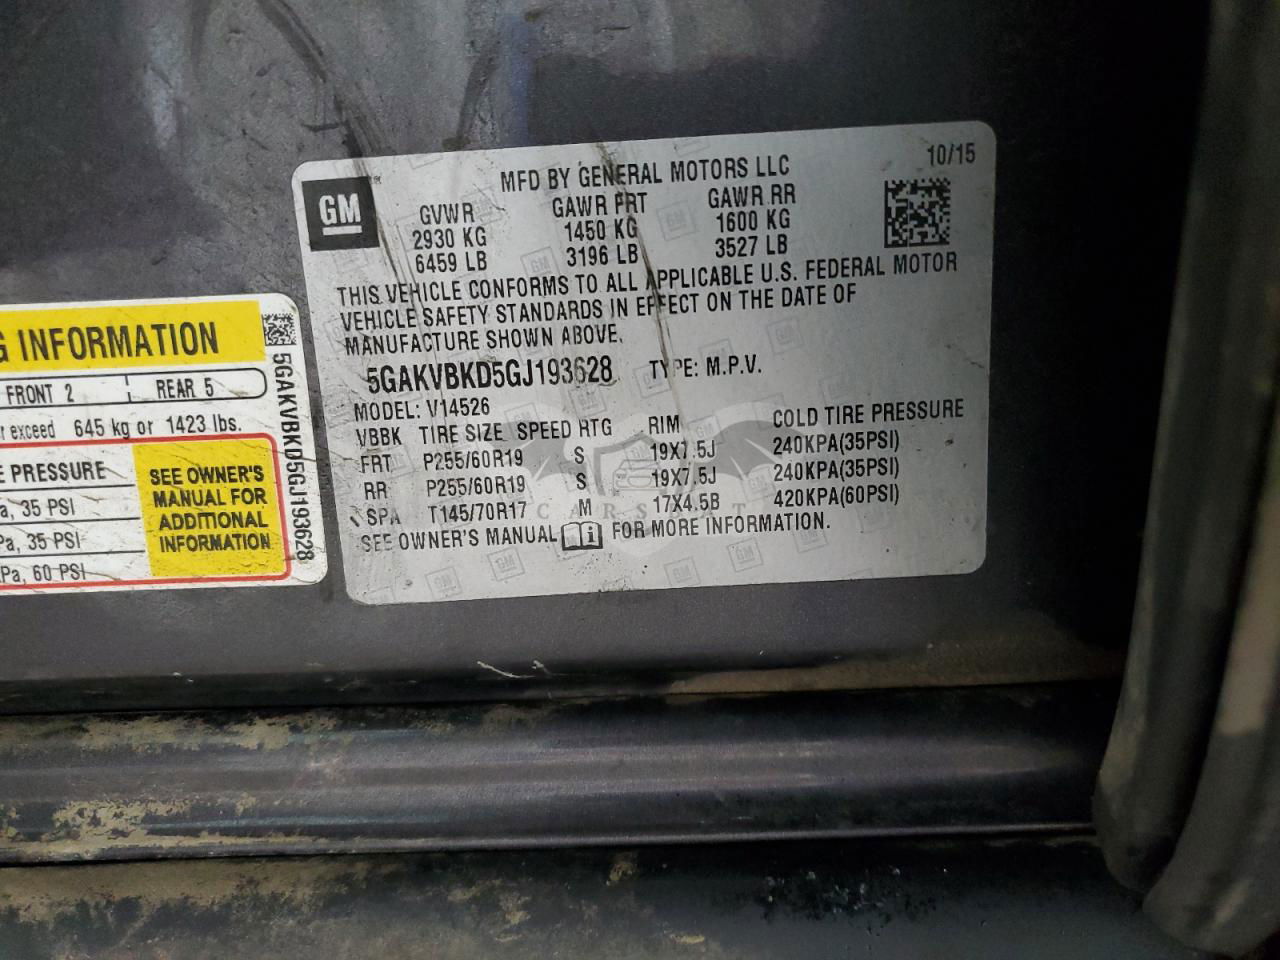 GM
MFD BY GENERAL MOTORS LLC
10/15
GVWR GAWR FRT GAWR RR
2930 KG 1450 KG 1600 KG
6459 LB 3196 LB 3527 LB
THIS VEHICLE CONFORMS TO ALL APPLICABLE U.S. FEDERAL MOTOR
VEHICLE SAFETY STANDARDS IN EFFECT ON THE DATE OF
MANUFACTURE SHOWN ABOVE.
5GAKVBKD5GJ193628 TYPE: M.P.V.
MODEL: V14526
VBBK TIRE SIZE SPEED RTG RIM COLD TIRE PRESSURE
FRT P255/60R19 S 19X7.5J 240KPA(35PSI)
RR P255/60R19 S 19X7.5J 240KPA(35PSI)
SPA T145/70R17 M 17X4.5B 420KPA(60PSI)
SEE OWNER'S MANUAL FOR MORE INFORMATION.
G INFORMATION
FRONT 2 REAR 5
r exceed 645 kg or 1423 lbs.
E PRESSURE
a, 35 PSI
Pa, 35 PSI
kPa, 60 PSI
SEE OWNER'S
MANUAL FOR
ADDITIONAL
INFORMATION
5GAKVBKD5GJ193628